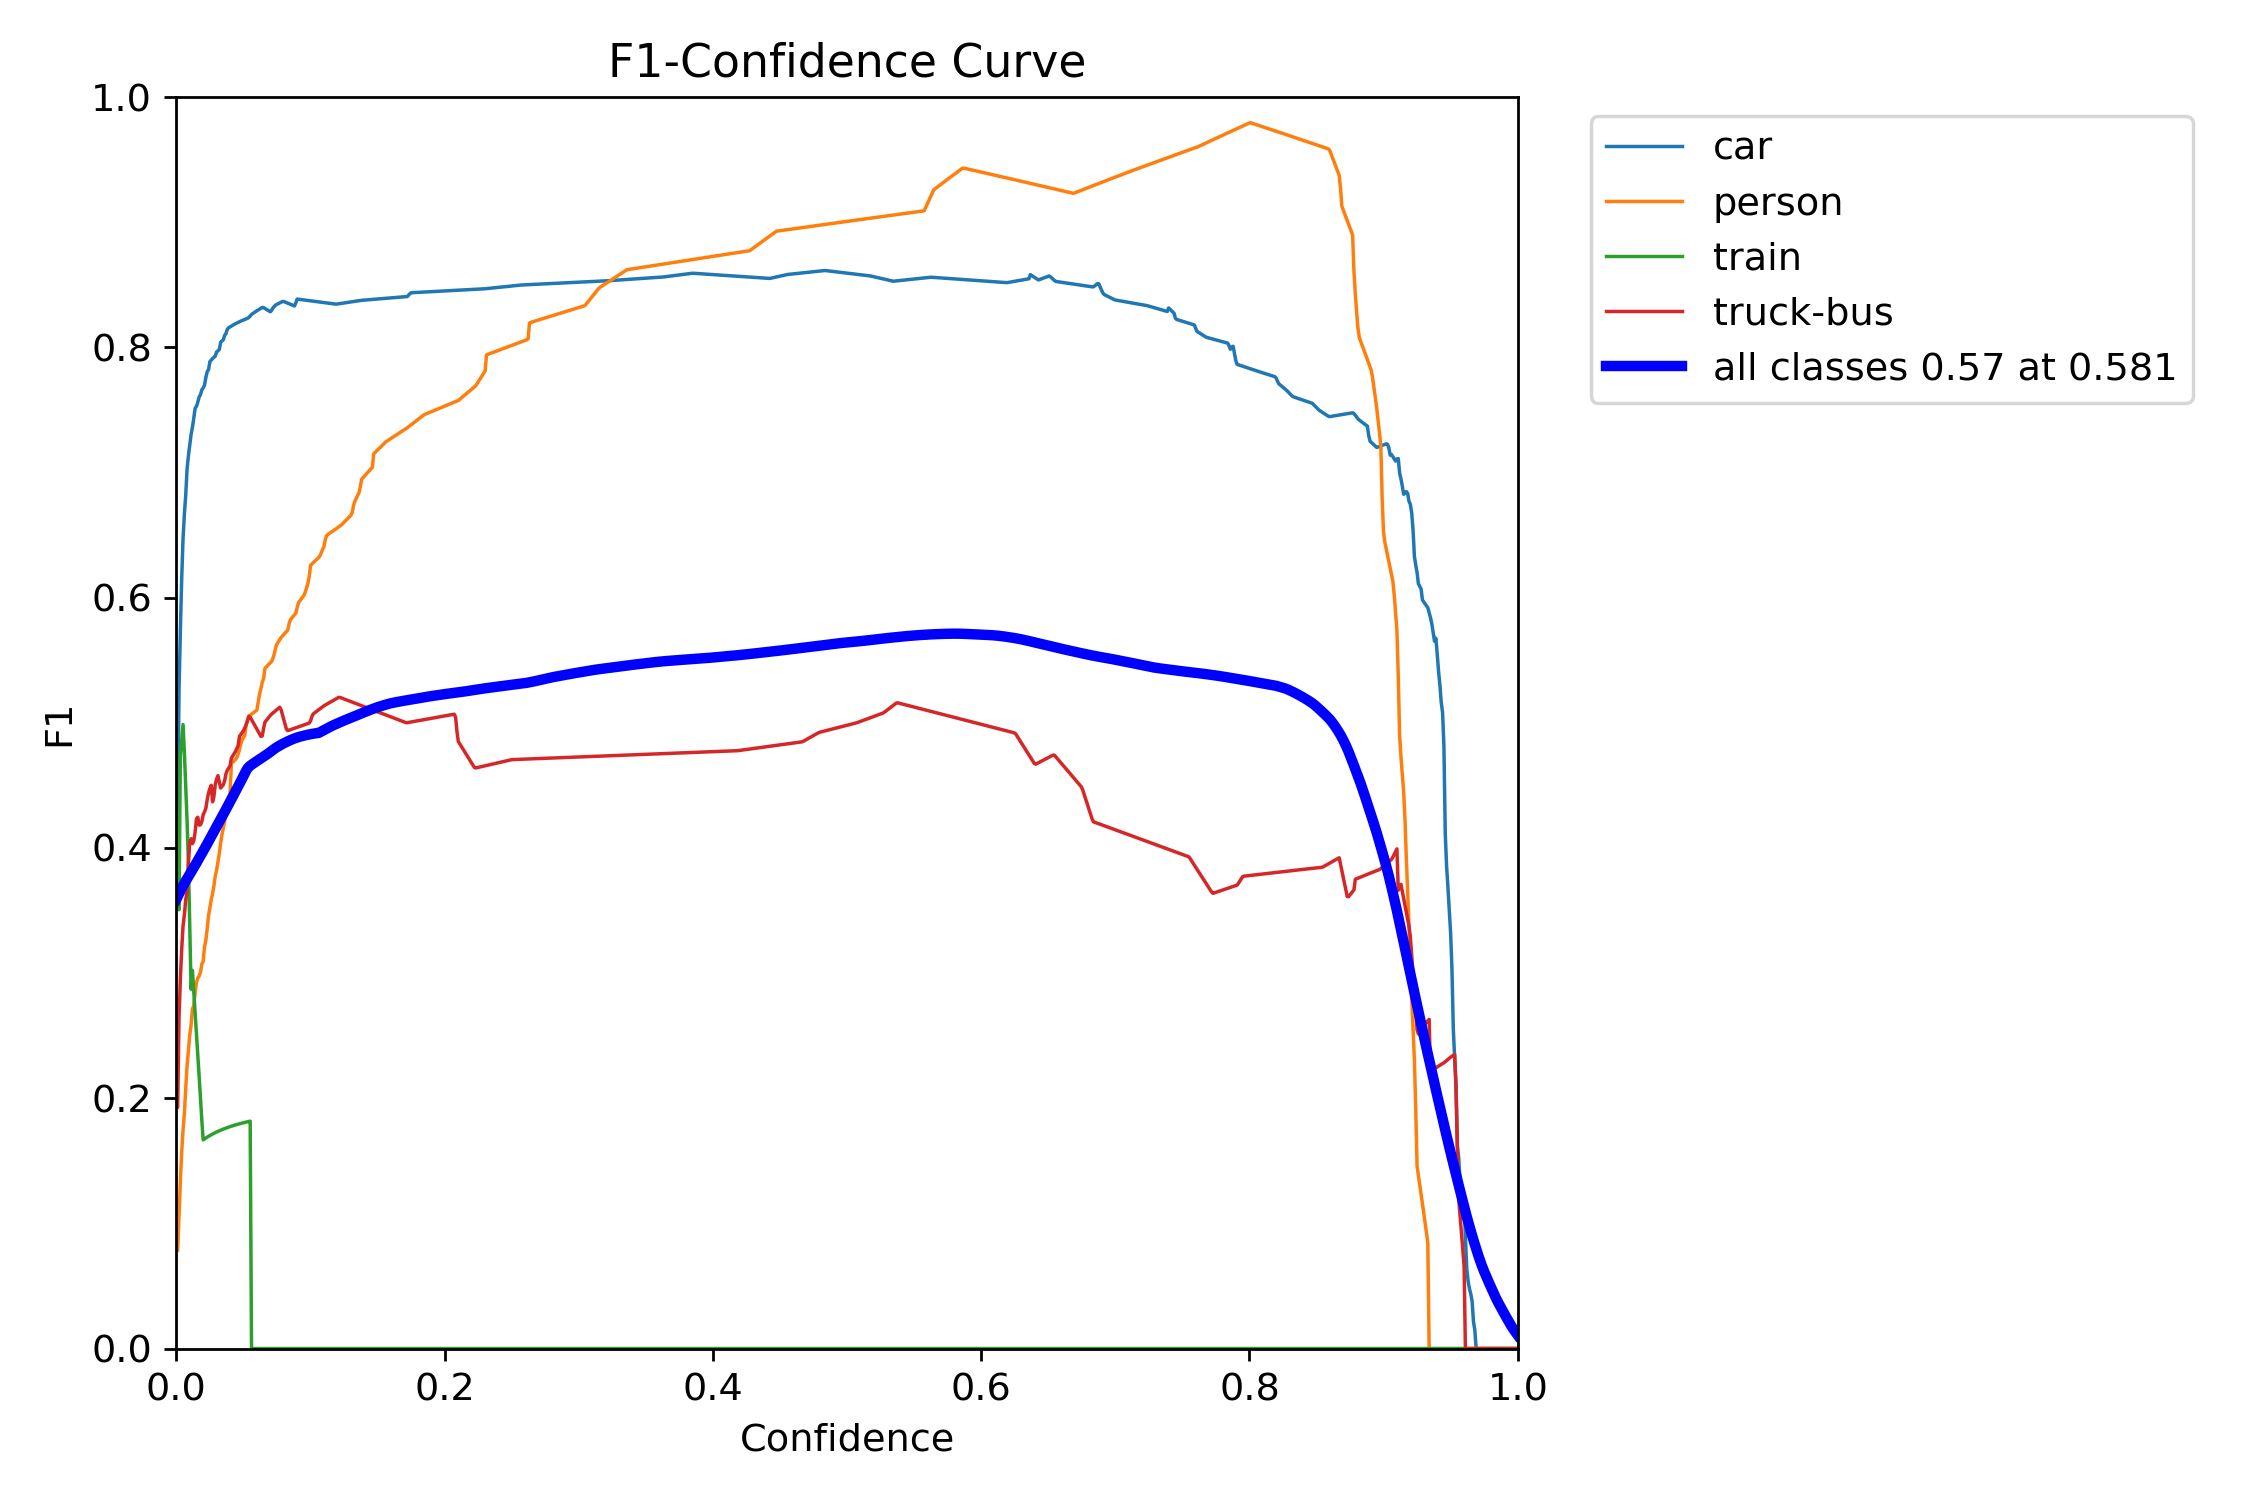 F1-Confidence Curve
1.0
0.8
0.6
0.4
0.2
0.0
F1
0.0 0.2 0.4 0.6 0.8 1.0
Confidence
car
person
train
truck-bus
all classes 0.57 at 0.581